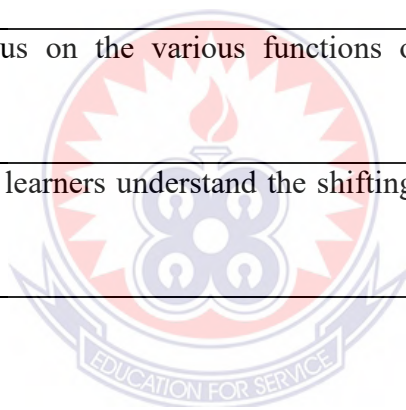 us on the various functions
learners understand the shifting
EDUCATION FOR SERVICE